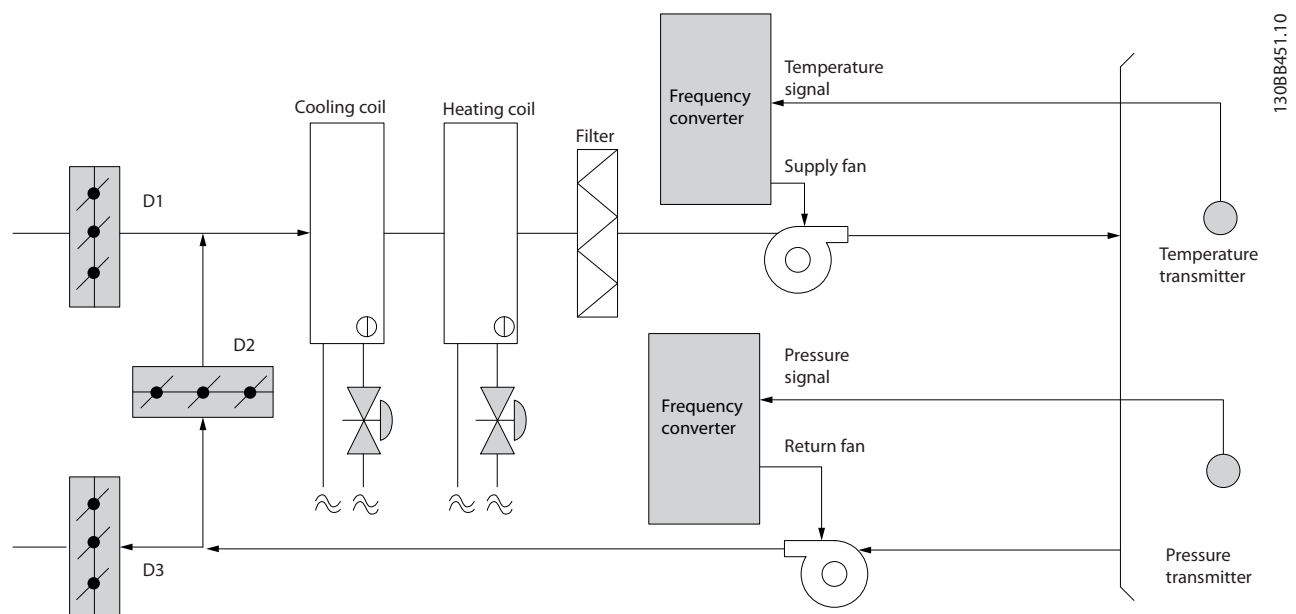 130BB451.10
Temperature
signal
Frequency
converter
Cooling coil
Heating coil
Filter
Supply fan
D1
Temperature
transmitter
D2
Pressure
signal
Frequency
converter
Return fan
D3
Pressure
transmitter